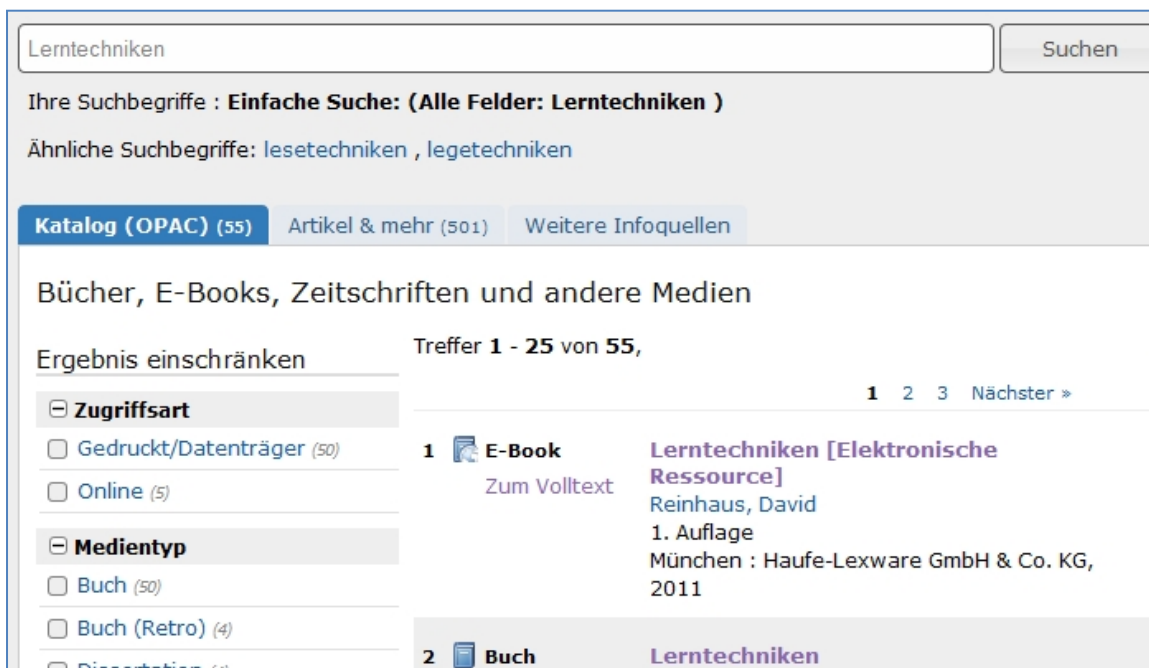 Lerntechniken
Suchen
Ihre Suchbegriffe : Einfache Suche: (Alle Felder: Lerntechniken )
Ähnliche Suchbegriffe: lesetechniken , legetechniken
Katalog (OPAC) (55) Artikel & mehr (501) Weitere Infoquellen
Bücher, E-Books, Zeitschriften und andere Medien
Ergebnis einschränken
Zugriffsart
Gedruckt/Datenträger (50)
Online (5)
Medientyp
Buch (50)
Buch (Retro) (4)
Treffer 1 - 25 von 55,
1 2 3 Nächster »
1 E-Book
Zum Volltext
Lerntechniken [Elektronische
Ressource]
Reinhaus, David
1. Auflage
München : Haufe-Lexware GmbH & Co. KG,
2011
2 Buch
Lerntechniken